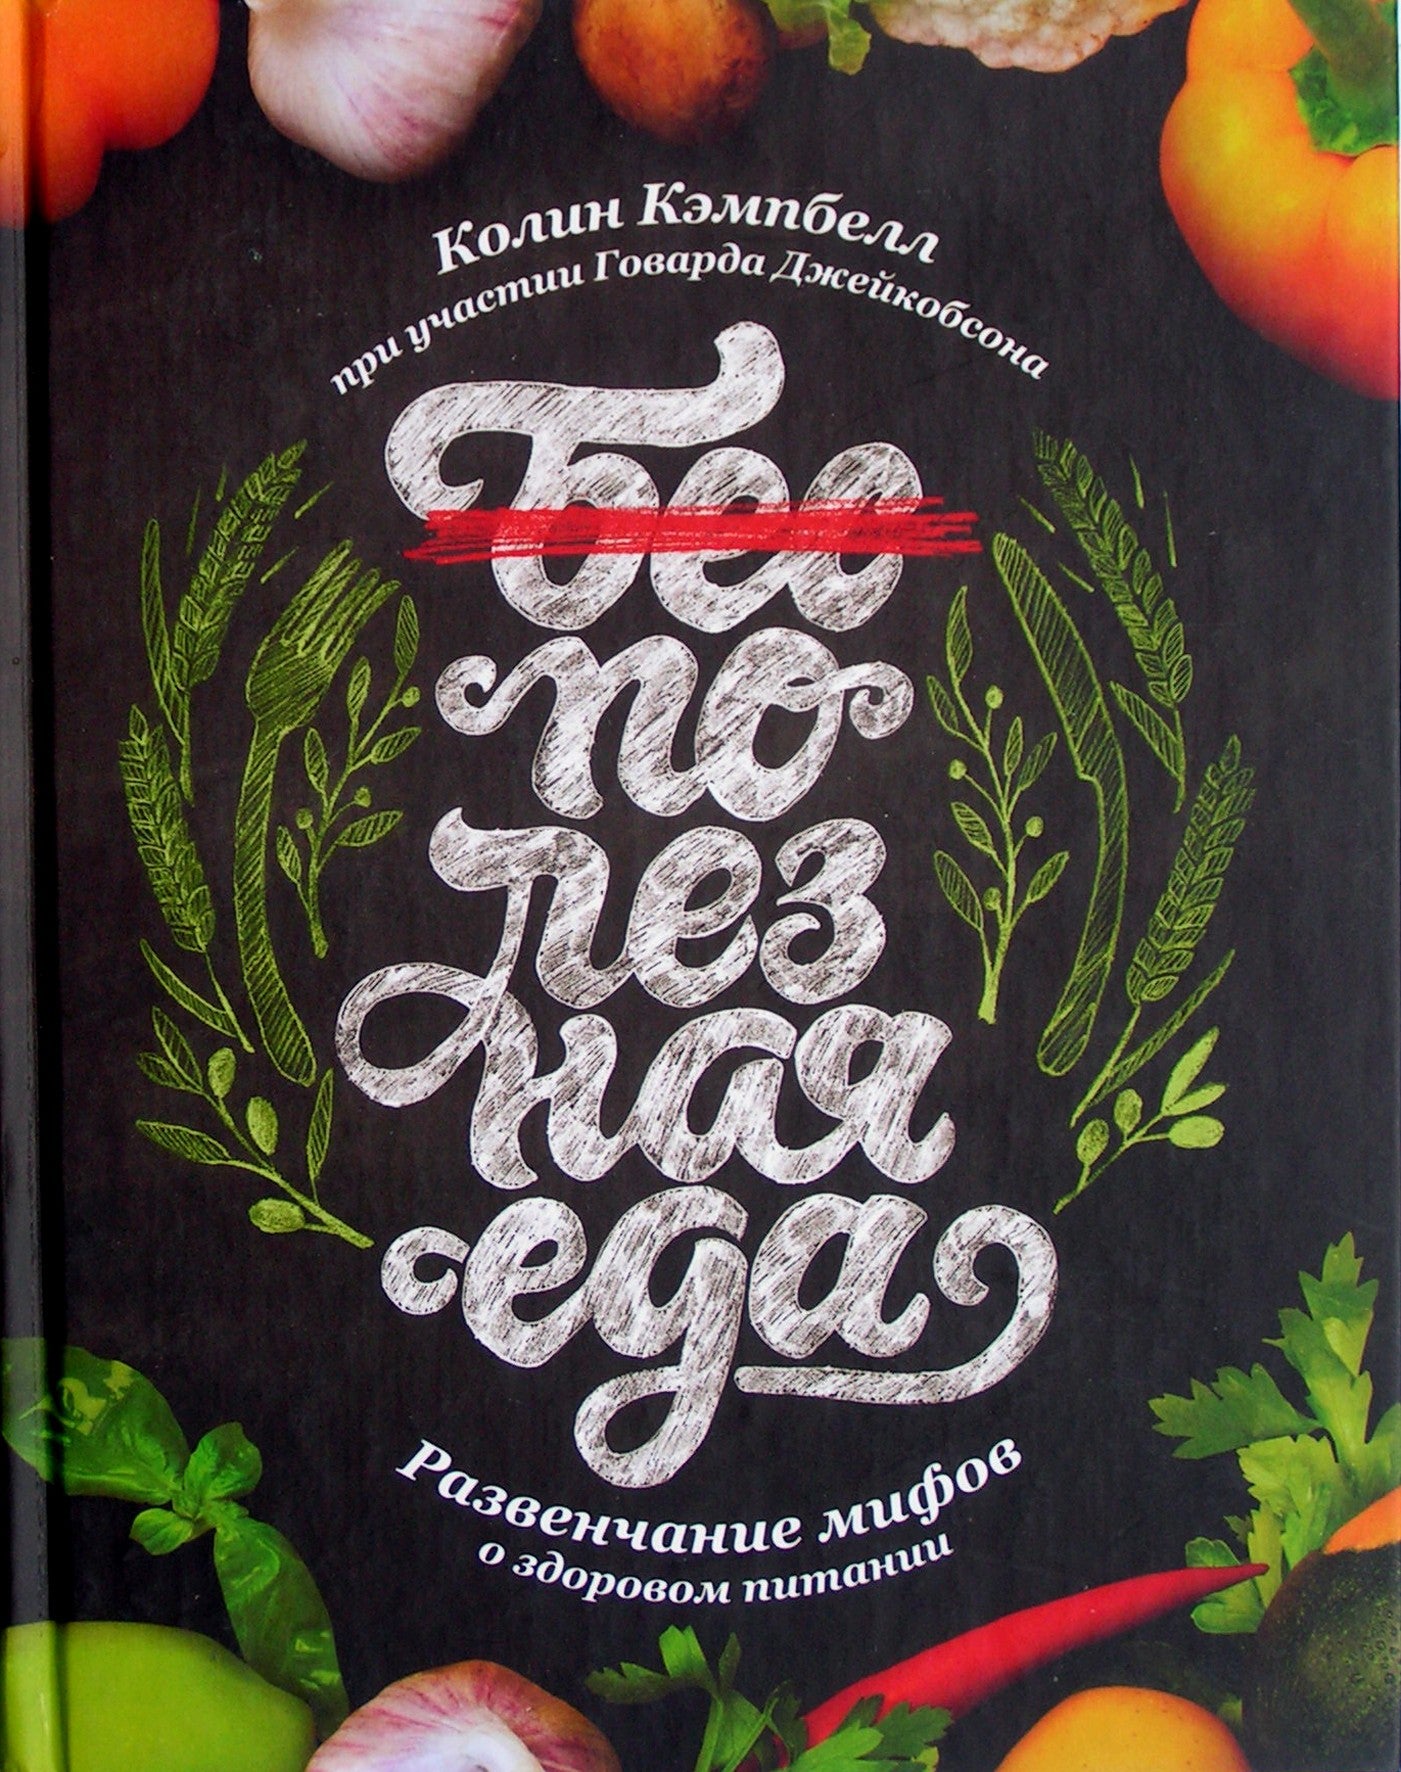 Колин Кэмпбелл
при участии Говарда Джейкобсона
Бес
по
лез
ная
еда
Развенчание мифов
о здоровом питании